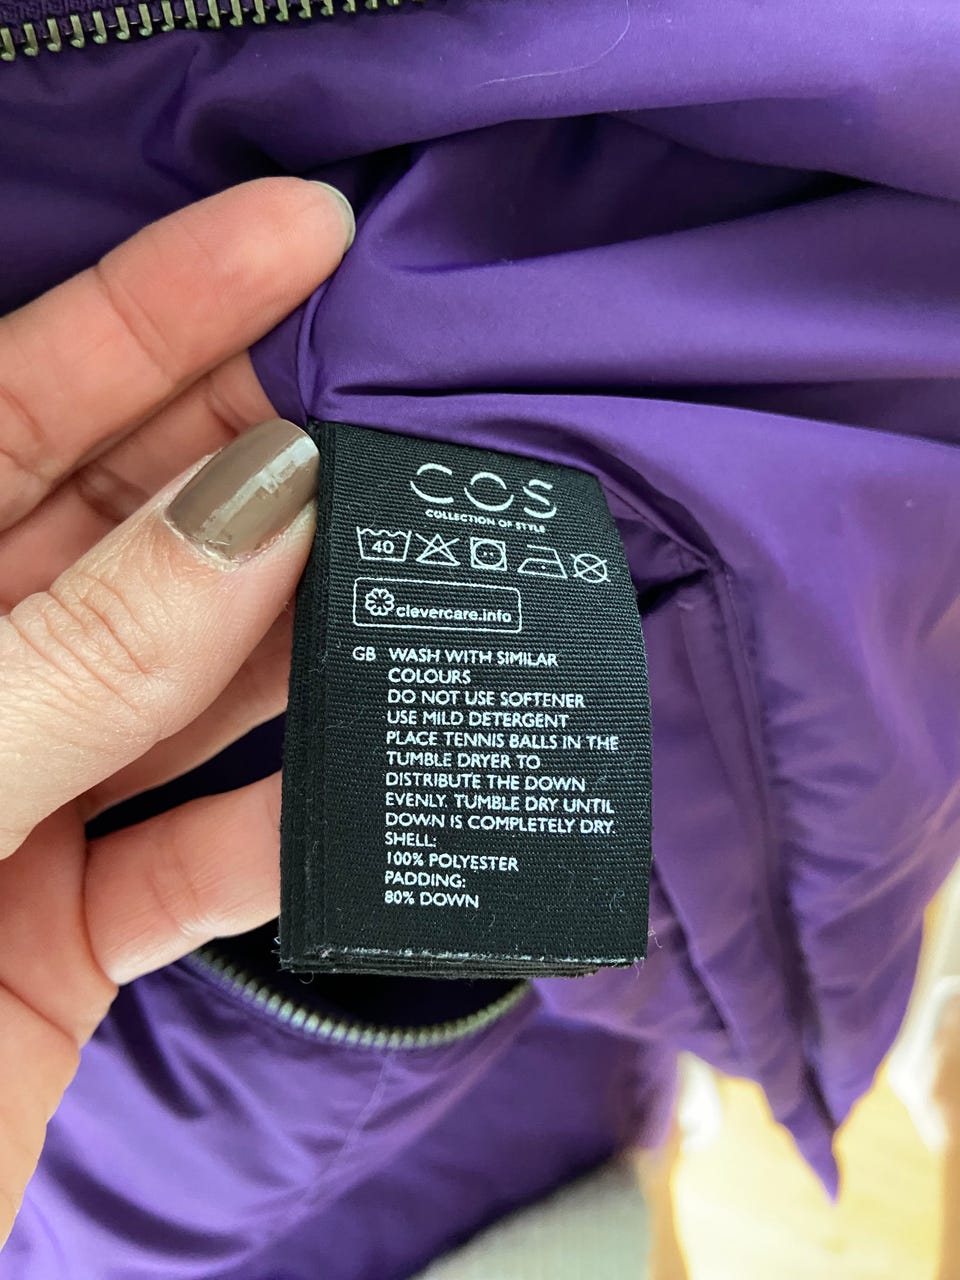 COS
COLLECTION OF STYLE
40
clevercare.info
GB WASH WITH SIMILAR
COLOURS
DO NOT USE SOFTENER
USE MILD DETERGENT
PLACE TENNIS BALLS IN THE
TUMBLE DRYER TO
DISTRIBUTE THE DOWN
EVENLY. TUMBLE DRY UNTIL
DOWN IS COMPLETELY DRY.
SHELL:
100% POLYESTER
PADDING:
80% DOWN